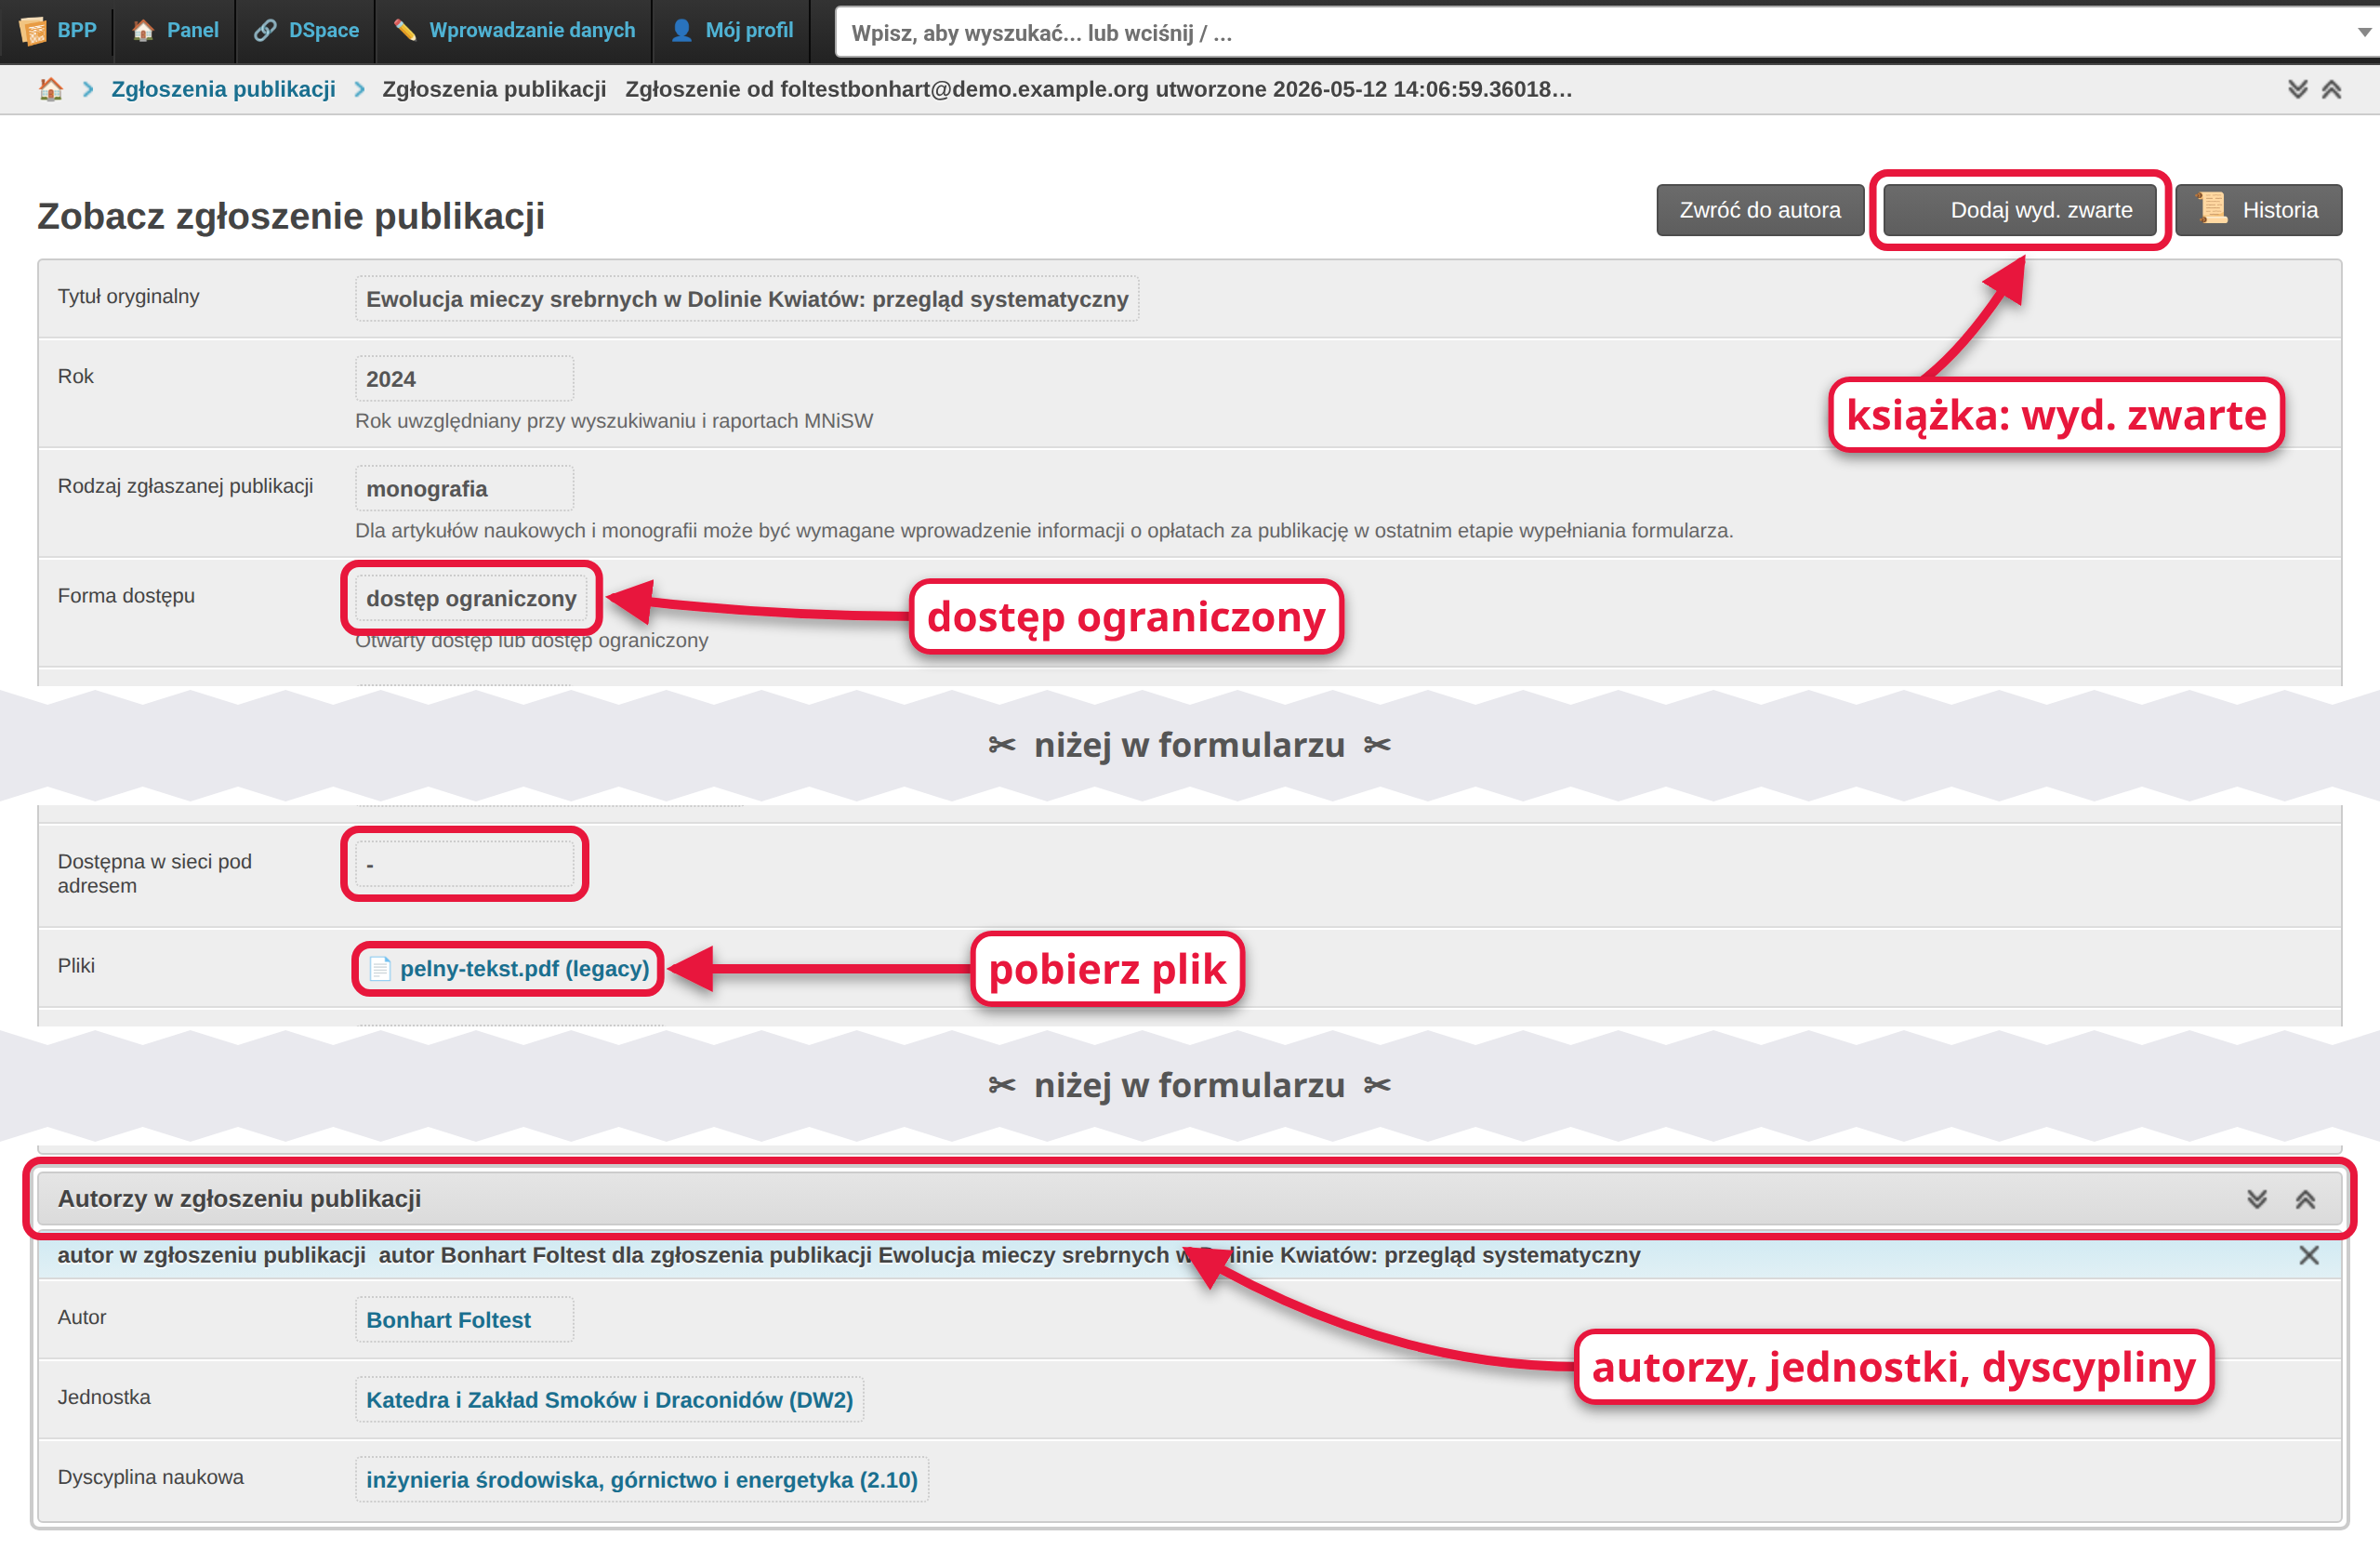 BPP Panel DSpace Wprowadzanie danych Mój profil Wpisz, aby wyszukać... lub wciśnij / ...
Zgłoszenia publikacji Zgłoszenia publikacji Zgłoszenie od foltestbonhart@demo.example.org utworzone 2026-05-12 14:06:59.36018...
Zobacz zgłoszenie publikacji
Zwróć do autora Dodaj wyd. zwarte Historia
Tytuł oryginalny Ewolucja mieczy srebrnych w Dolinie Kwiatów: przegląd systematyczny
Rok 2024
Rok uwzględniany przy wyszukiwaniu i raportach MNiSW
książka: wyd. zwarte
Rodzaj zgłaszanej publikacji monografia
Dla artykułów naukowych i monografii może być wymagane wprowadzenie informacji o opłatach za publikację w ostatnim etapie wypełniania formularza.
Forma dostępu dostęp ograniczony
dostęp ograniczony
Otwarty dostęp lub dostęp ograniczony
✂ niżej w formularzu ✂
Dostępna w sieci pod -
adresem
Pliki pelny-tekst.pdf (legacy)
pobierz plik
✂ niżej w formularzu ✂
Autorzy w zgłoszeniu publikacji
autor w zgłoszeniu publikacji autor Bonhart Foltest dla zgłoszenia publikacji Ewolucja mieczy srebrnych w Dolinie Kwiatów: przegląd systematyczny
Autor Bonhart Foltest
autorzy, jednostki, dyscypliny
Jednostka Katedra i Zakład Smoków i Draconidów (DW2)
Dyscyplina naukowa inżynieria środowiska, górnictwo i energetyka (2.10)